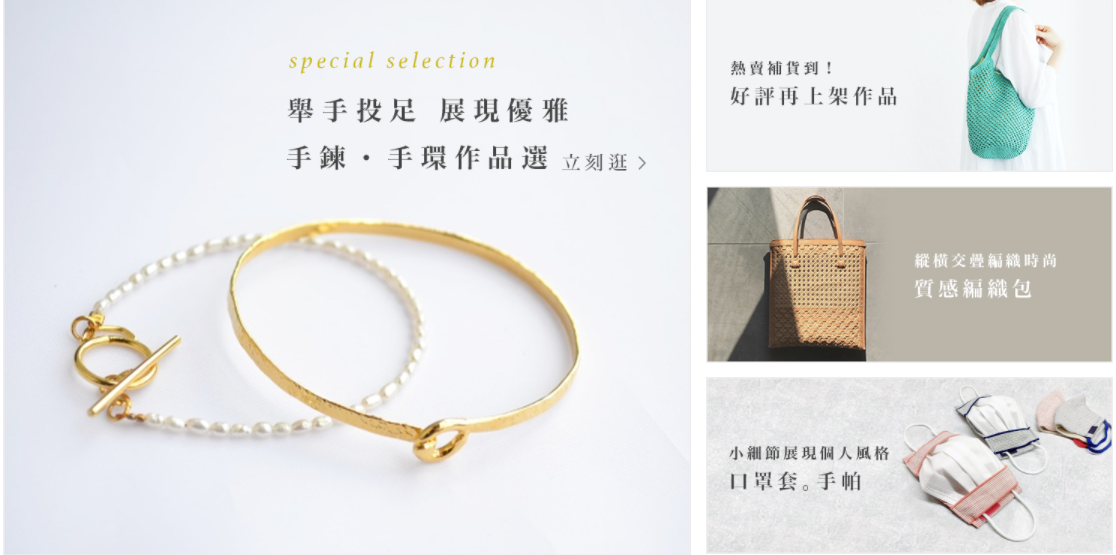 special selection
舉手投足 展現優雅
手鍊・手環作品選 立刻逛 >
熱賣補貨到！
好評再上架作品
縱橫交疊編織時尚
質感編織包
小細節展現個人風格
口罩套。手帕